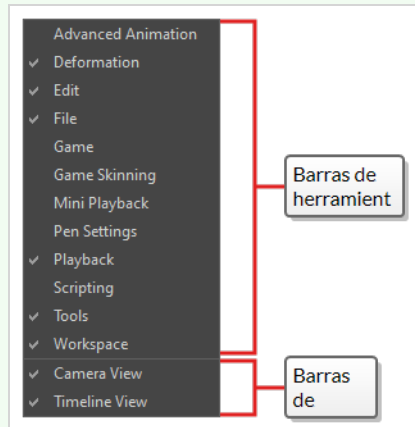 Advanced Animation
Deformation
Edit
File
Game
Game Skinning
Mini Playback
Pen Settings
Playback
Scripting
Tools
Workspace
Camera View
Timeline View
Barras de
herramient
Barras
de